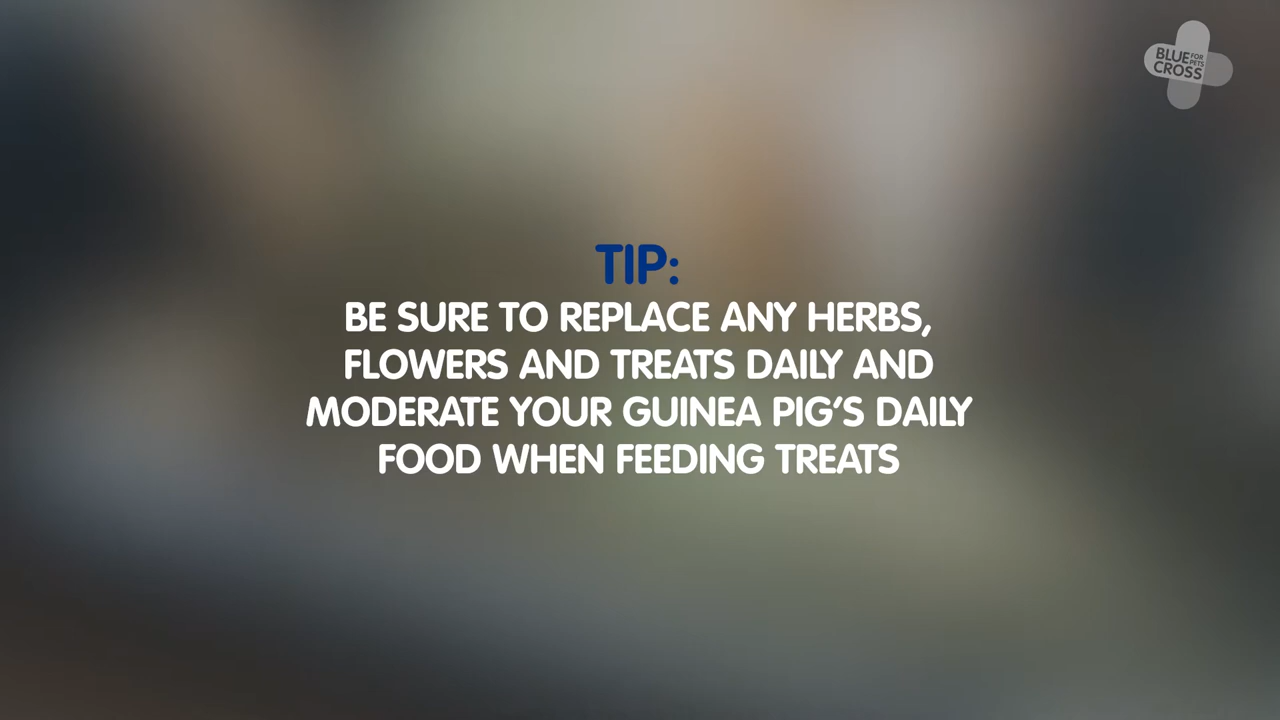 BLUE FOR
CROSS PETS
TIP:
BE SURE TO REPLACE ANY HERBS,
FLOWERS AND TREATS DAILY AND
MODERATE YOUR GUINEA PIG'S DAILY
FOOD WHEN FEEDING TREATS